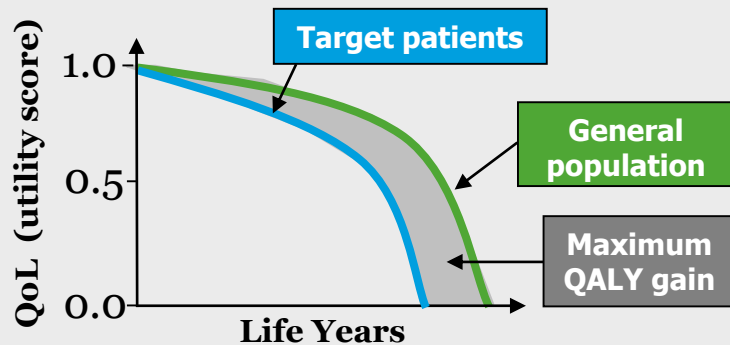 Target patients
1.0
General
population
0.5
Maximum
QALY gain
0.0
QoL (utility score)
Life Years